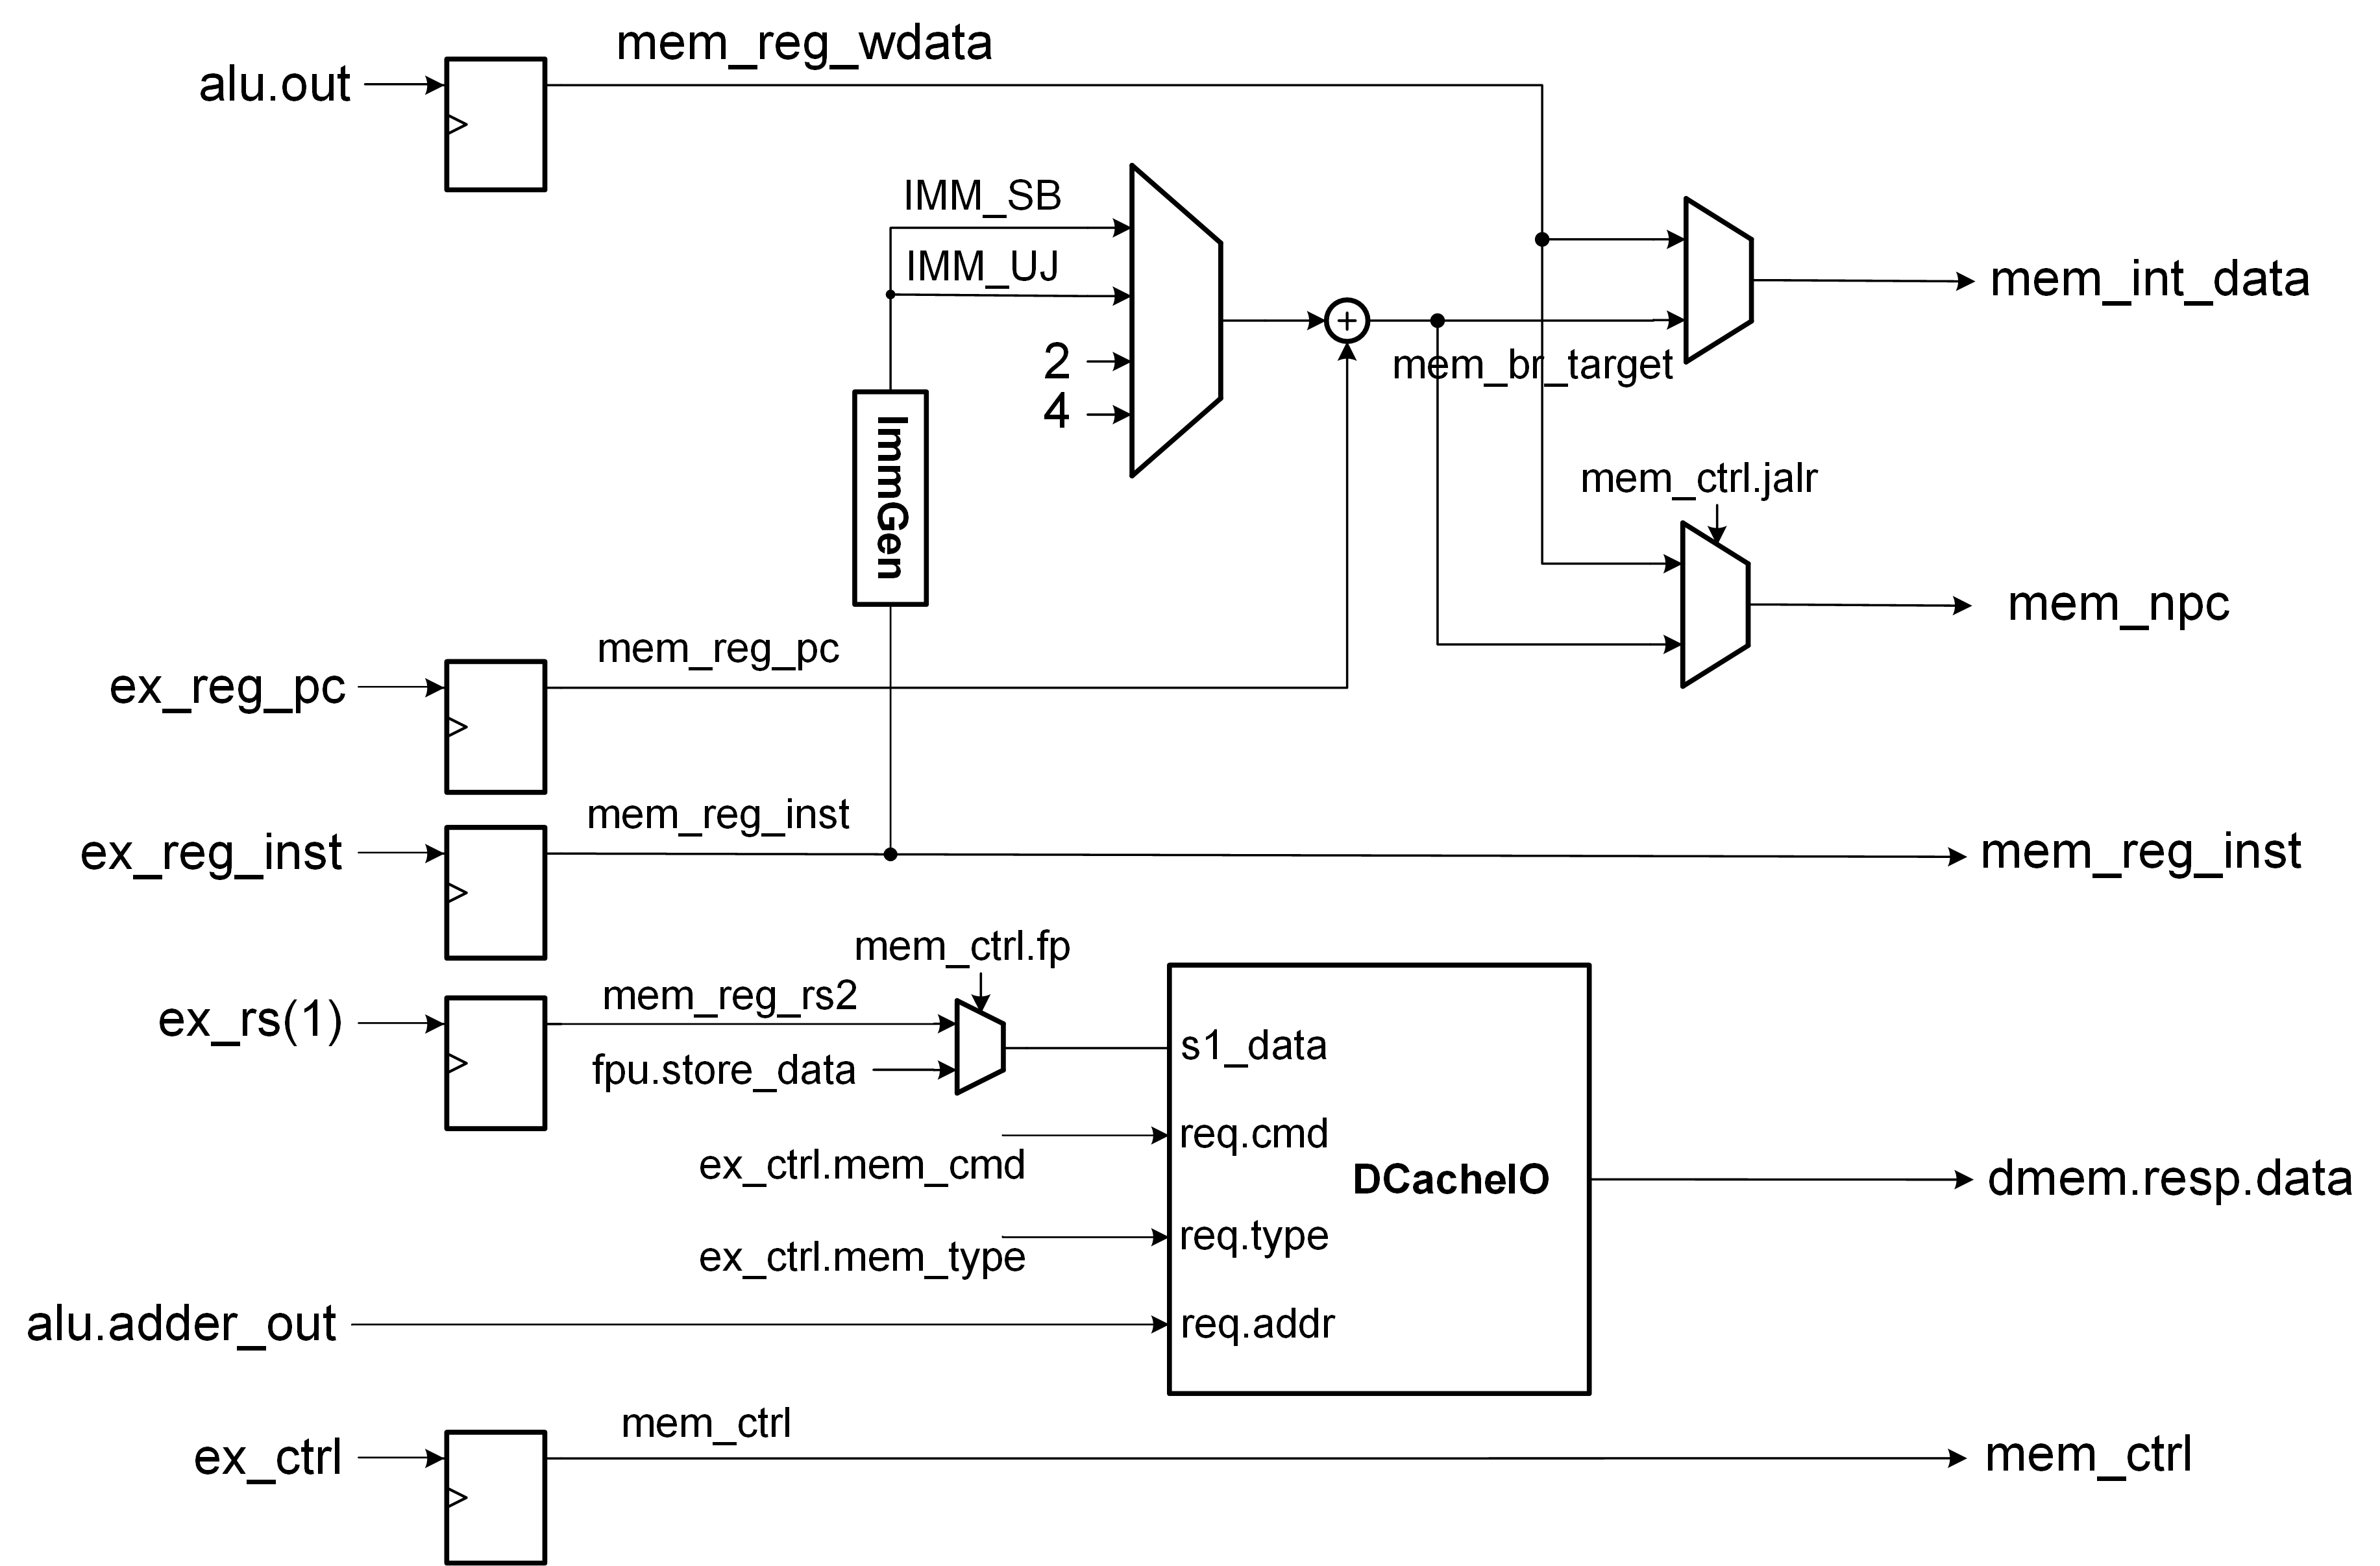 mem_reg_wdata
alu.out
IMM_SB
IMM_UJ
mem_int_data
+
2
mem_br_target
4
ImmGen
mem_ctrl.jalr
mem_npc
mem_reg_pc
ex_reg_pc
mem_reg_inst
ex_reg_inst
mem_reg_inst
mem_ctrl.fp
mem_reg_rs2
ex_rs(1)
s1_data
fpu.store_data
req.cmd
ex_ctrl.mem_cmd
DCacheIO
dmem.resp.data
req.type
ex_ctrl.mem_type
alu.adder_out
req.addr
mem_ctrl
ex_ctrl
mem_ctrl